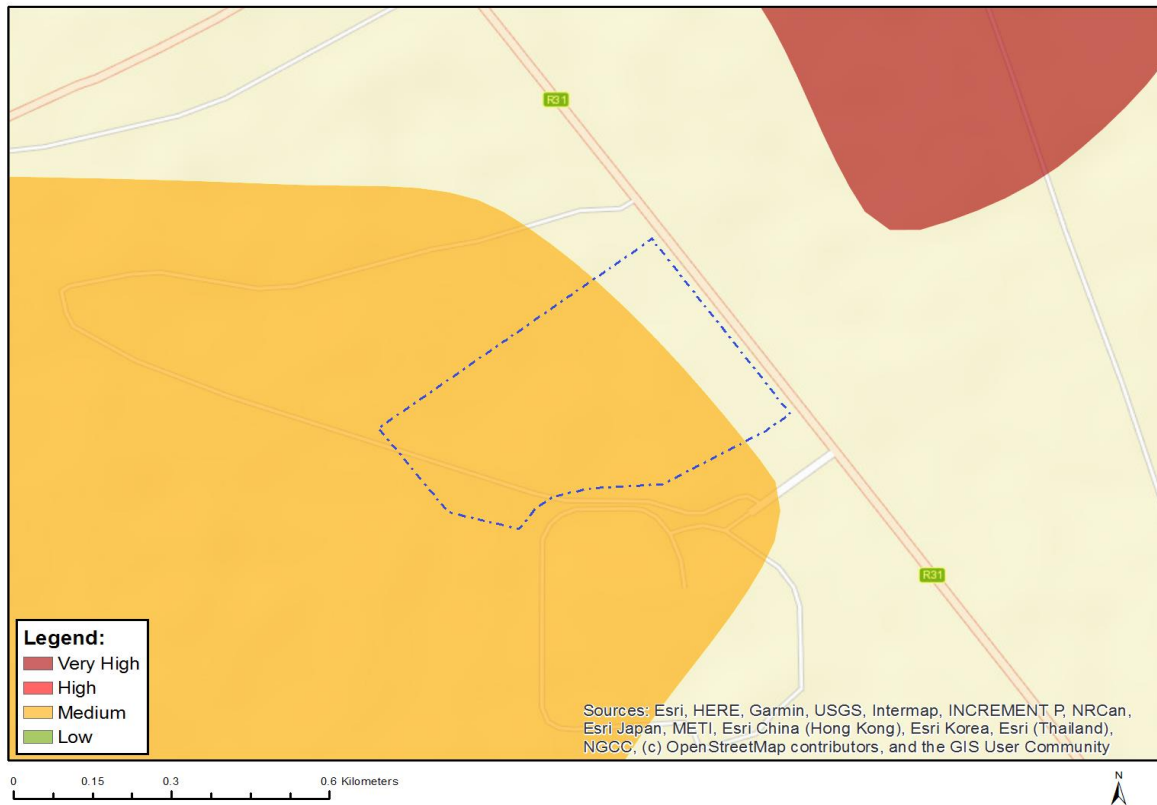 R31
R31
Legend:
Very High
High
Medium
Low
Sources: Esri, HERE, Garmin, USGS, Intermap, INCREMENT P, NRCan,
Esri Japan, METI, Esri China (Hong Kong), Esri Korea, Esri (Thailand),
NGCC, (c) OpenStreetMap contributors, and the GIS User Community
0 0.15 0.3 0.6 Kilometers
N